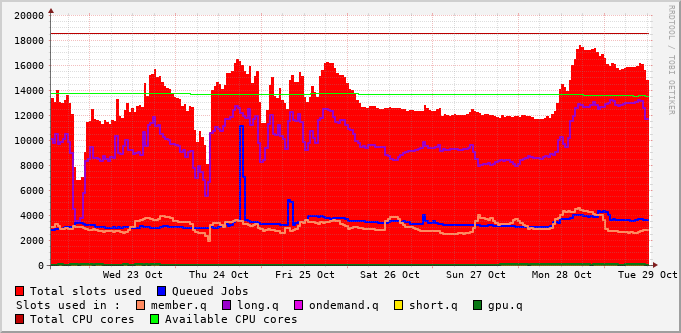 RRDTOOL / TOBI OETIKER
20000
18000
16000
14000
12000
10000
8000
6000
4000
2000
0
Wed 23 Oct Thu 24 Oct Fri 25 Oct Sat 26 Oct Sun 27 Oct Mon 28 Oct Tue 29 Oct
Total slots used Queued Jobs
Slots used in : member.q long.q ondemand.q short.q gpu.q
Total CPU cores Available CPU cores